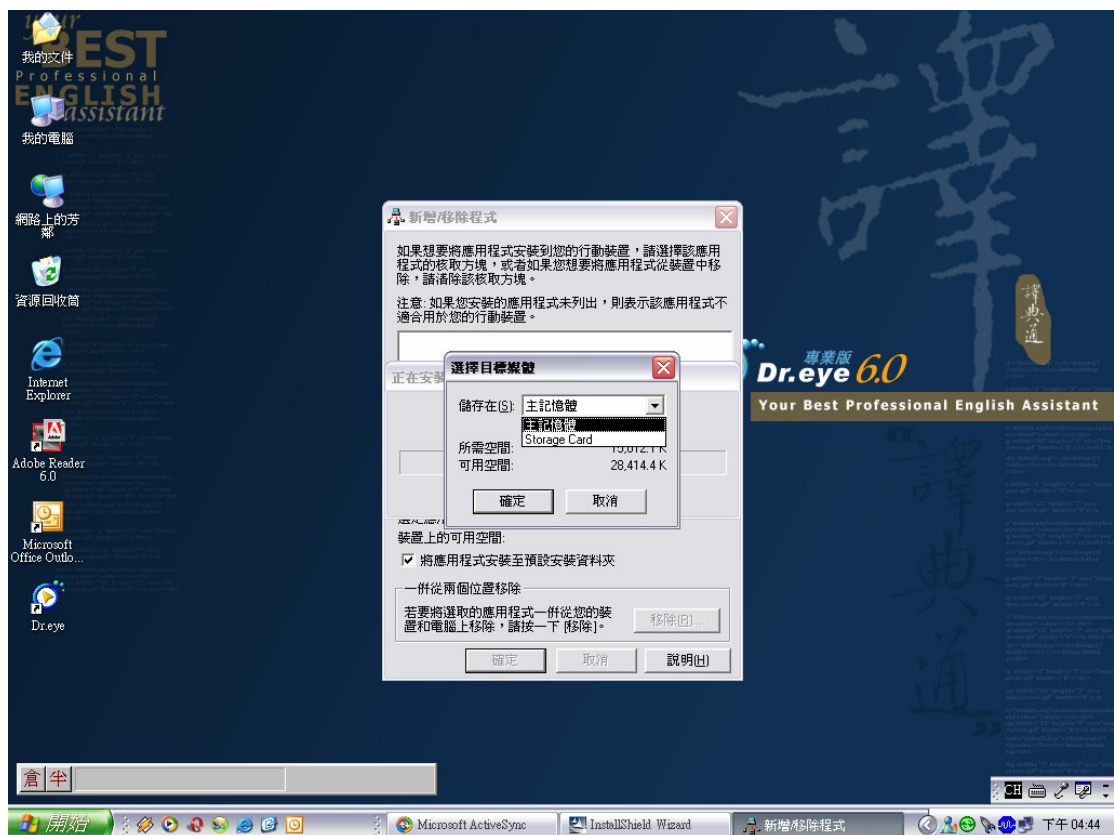 your
BEST
Professional
ENGLISH
assistant
我的文件
我的電腦
網路上的芳
鄰
資源回收筒
Internet
Explorer
Adobe Reader
6.0
Microsoft
Office Outlo...
Dr.eye
譯
典
通
譯
典
通
專業版
Dr.eye 6.0
Your Best Professional English Assistant
新增/移除程式
如果想要將應用程式安裝到您的行動裝置，請選擇該應用
程式的核取方塊，或者如果您想要將應用程式從裝置中移
除，請清除該核取方塊。
注意: 如果您安裝的應用程式未列出，則表示該應用程式不
適合用於您的行動裝置。
正在安裝
選擇目標媒體
儲存在(S):
主記憶體
主記憶體
Storage Card
所需空間:
可用空間:
28,414.4 K
確定
取消
裝置上的可用空間:
將應用程式安裝至預設安裝資料夾
一併從兩個位置移除
若要將選取的應用程式一併從您的裝
置和電腦上移除，請按一下 [移除]。
移除(R)...
確定
取消
說明(H)
倉 半
CH
開始
Microsoft ActiveSync
InstallShield Wizard
新增/移除程式
下午 04:44